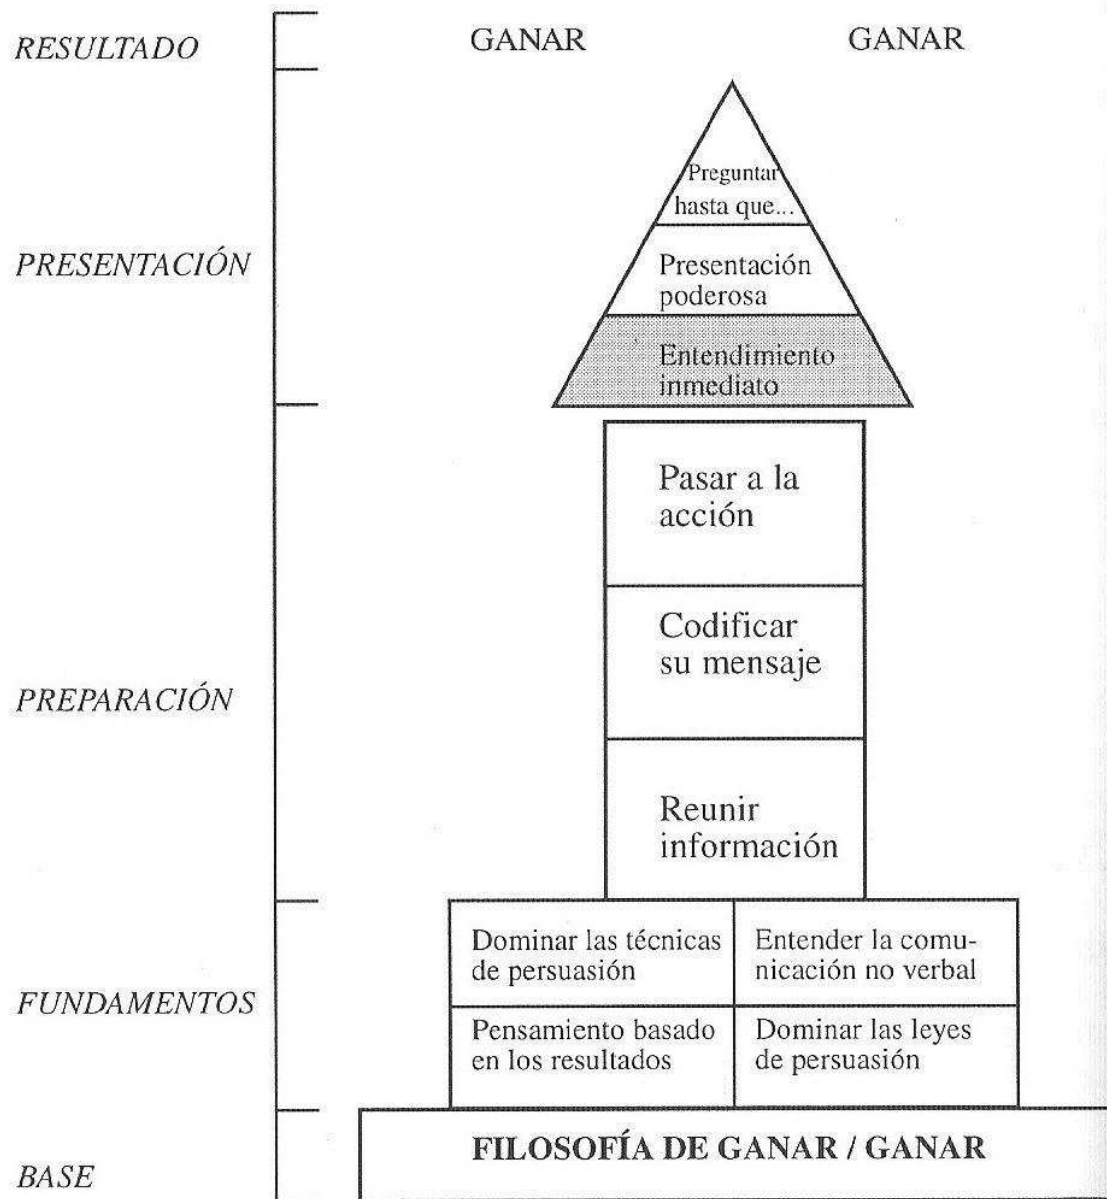 RESULTADO
GANAR GANAR
PRESENTACIÓN
Preguntar
hasta que...
Presentación
poderosa
Entendimiento
inmediato
PREPARACIÓN
Pasar a la
acción
Codificar
su mensaje
Reunir
información
FUNDAMENTOS
Dominar las técnicas
de persuasión
Entender la comu-
nicación no verbal
Pensamiento basado
en los resultados
Dominar las leyes
de persuasión
BASE
FILOSOFÍA DE GANAR / GANAR